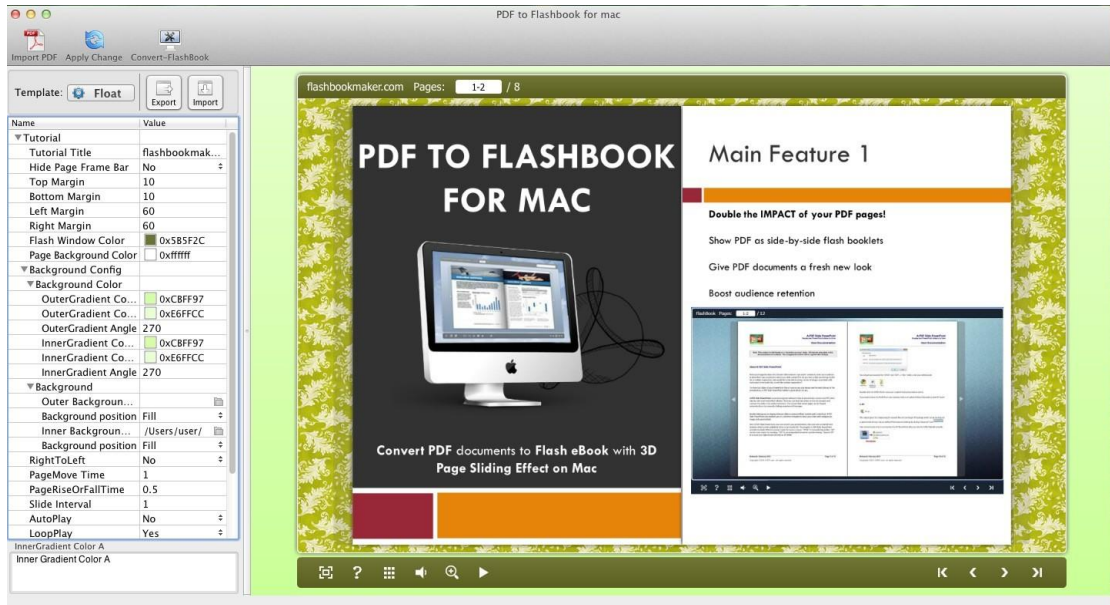 PDF to Flashbook for mac
Import PDF Apply Change Convert-FlashBook
Template: Float Export Import
Name Value
Tutorial
Tutorial Title flashbookmak...
Hide Page Frame Bar No
Top Margin 10
Bottom Margin 10
Left Margin 60
Right Margin 60
Flash Window Color 0x5B5F2C
Page Background Color 0xffffff
Background Config
Background Color
OuterGradient Co... 0xCBFF97
OuterGradient Co... 0xE6FFCC
OuterGradient Angle 270
InnerGradient Co... 0xCBFF97
InnerGradient Co... 0xE6FFCC
InnerGradient Angle 270
Background
Outer Backgroun...
Background position Fill
Inner Backgroun... /Users/user/
Background position Fill
RightToLeft No
PageMove Time 1
PageRiseOrFallTime 0.5
Slide Interval 1
AutoPlay No
LoopPlay Yes
InnerGradient Color A
Inner Gradient Color A
flashbookmaker.com Pages: 1-2 / 8
PDF TO FLASHBOOK
FOR MAC
Convert PDF documents to Flash eBook with 3D
Page Sliding Effect on Mac
Main Feature 1
Double the IMPACT of your PDF pages!
Show PDF as side-by-side flash booklets
Give PDF documents a fresh new look
Boost audience retention
FlashBook Pages: 1-2 / 12